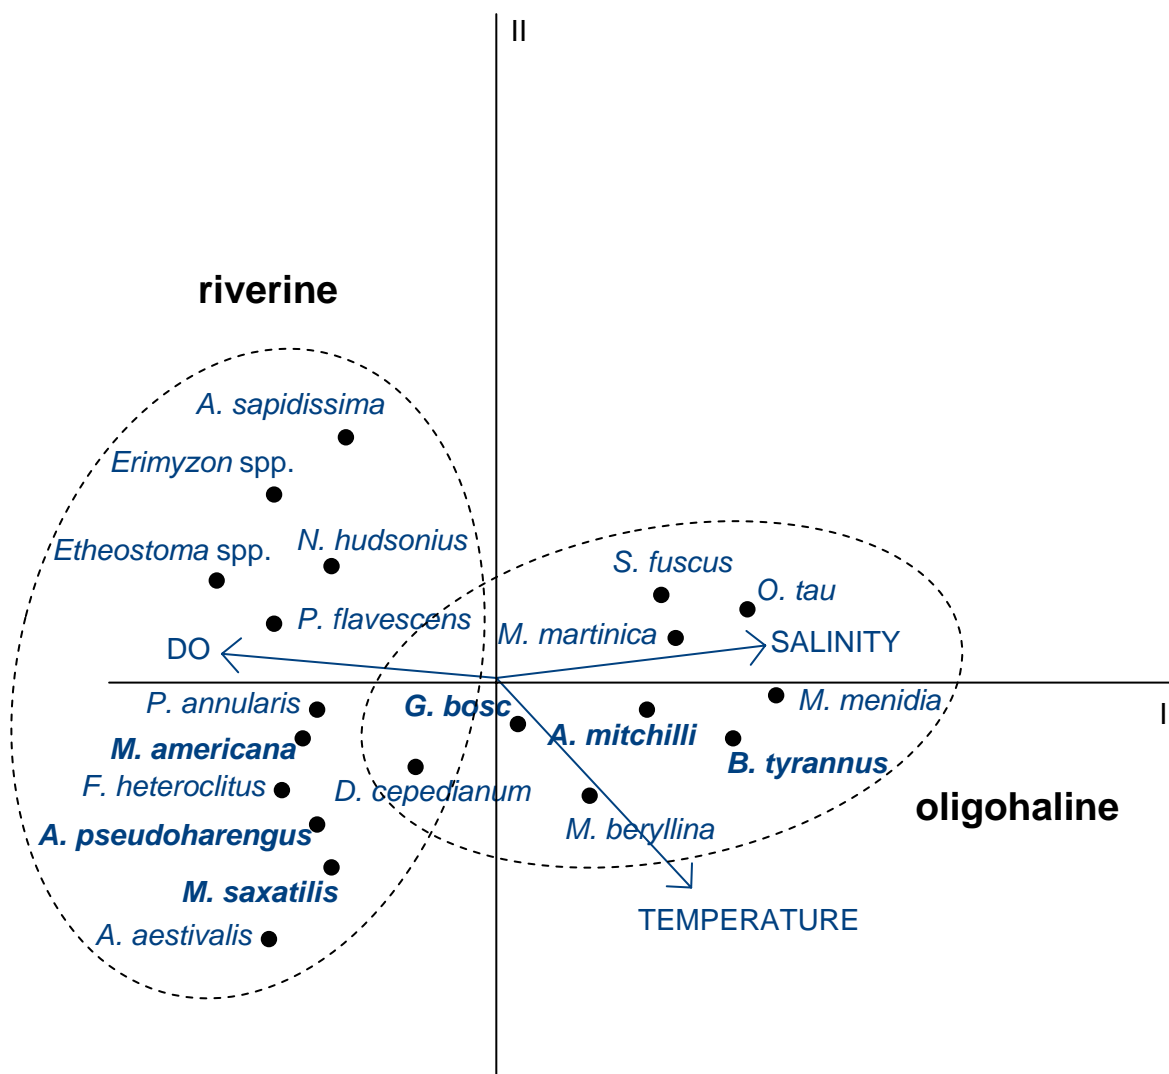 II
riverine
A. sapidissima
Erimyzon spp.
Etheostoma spp.
N. hudsonius
S. fuscus
O. tau
P. flavescens
M. martinica
SALINITY
DO
P. annularis
G. bosc
M. menidia
I
M. americana
A. mitchilli
B. tyrannus
F. heteroclitus
D. cepedianum
oligohaline
A. pseudoharengus
M. beryllina
M. saxatilis
TEMPERATURE
A. aestivalis